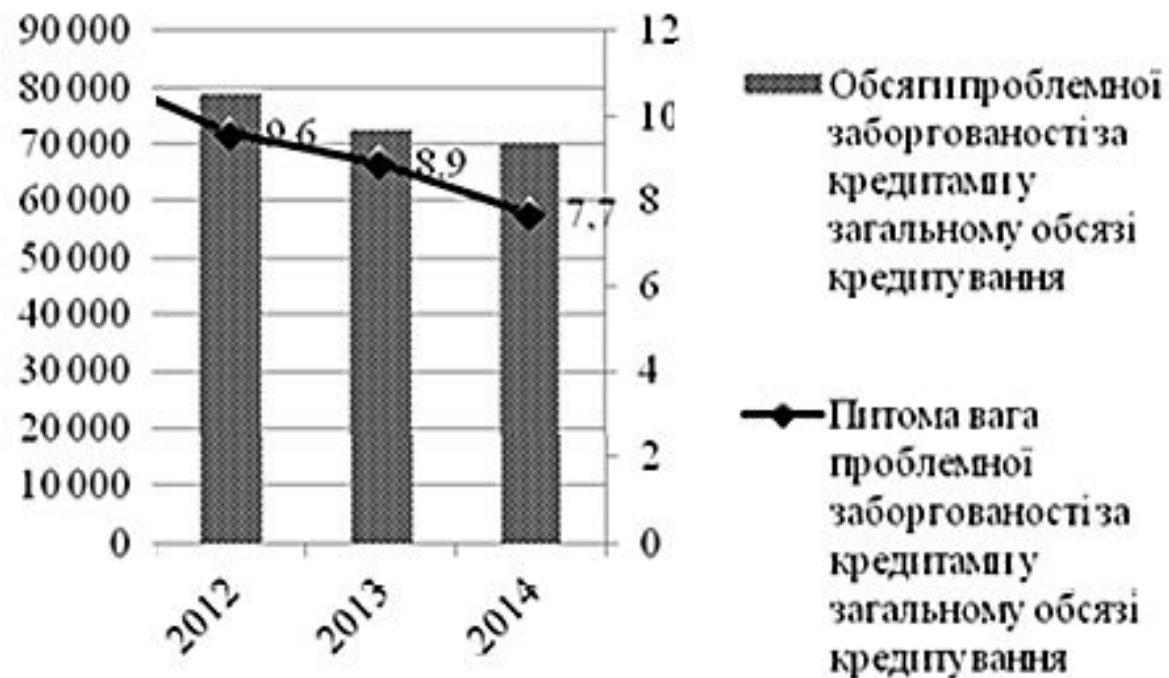 90 000
80 000
70 000
60 000
50 000
40 000
30 000
20 000
10 000
0
12
10
8
6
4
2
0
9,6
8,9
7,7
2012
2013
2014
Обсяги проблемної
заборгованості за
кредитами у
загальному обсязі
кредитування
Питома вага
проблемної
заборгованості за
кредитами у
загальному обсязі
кредитування